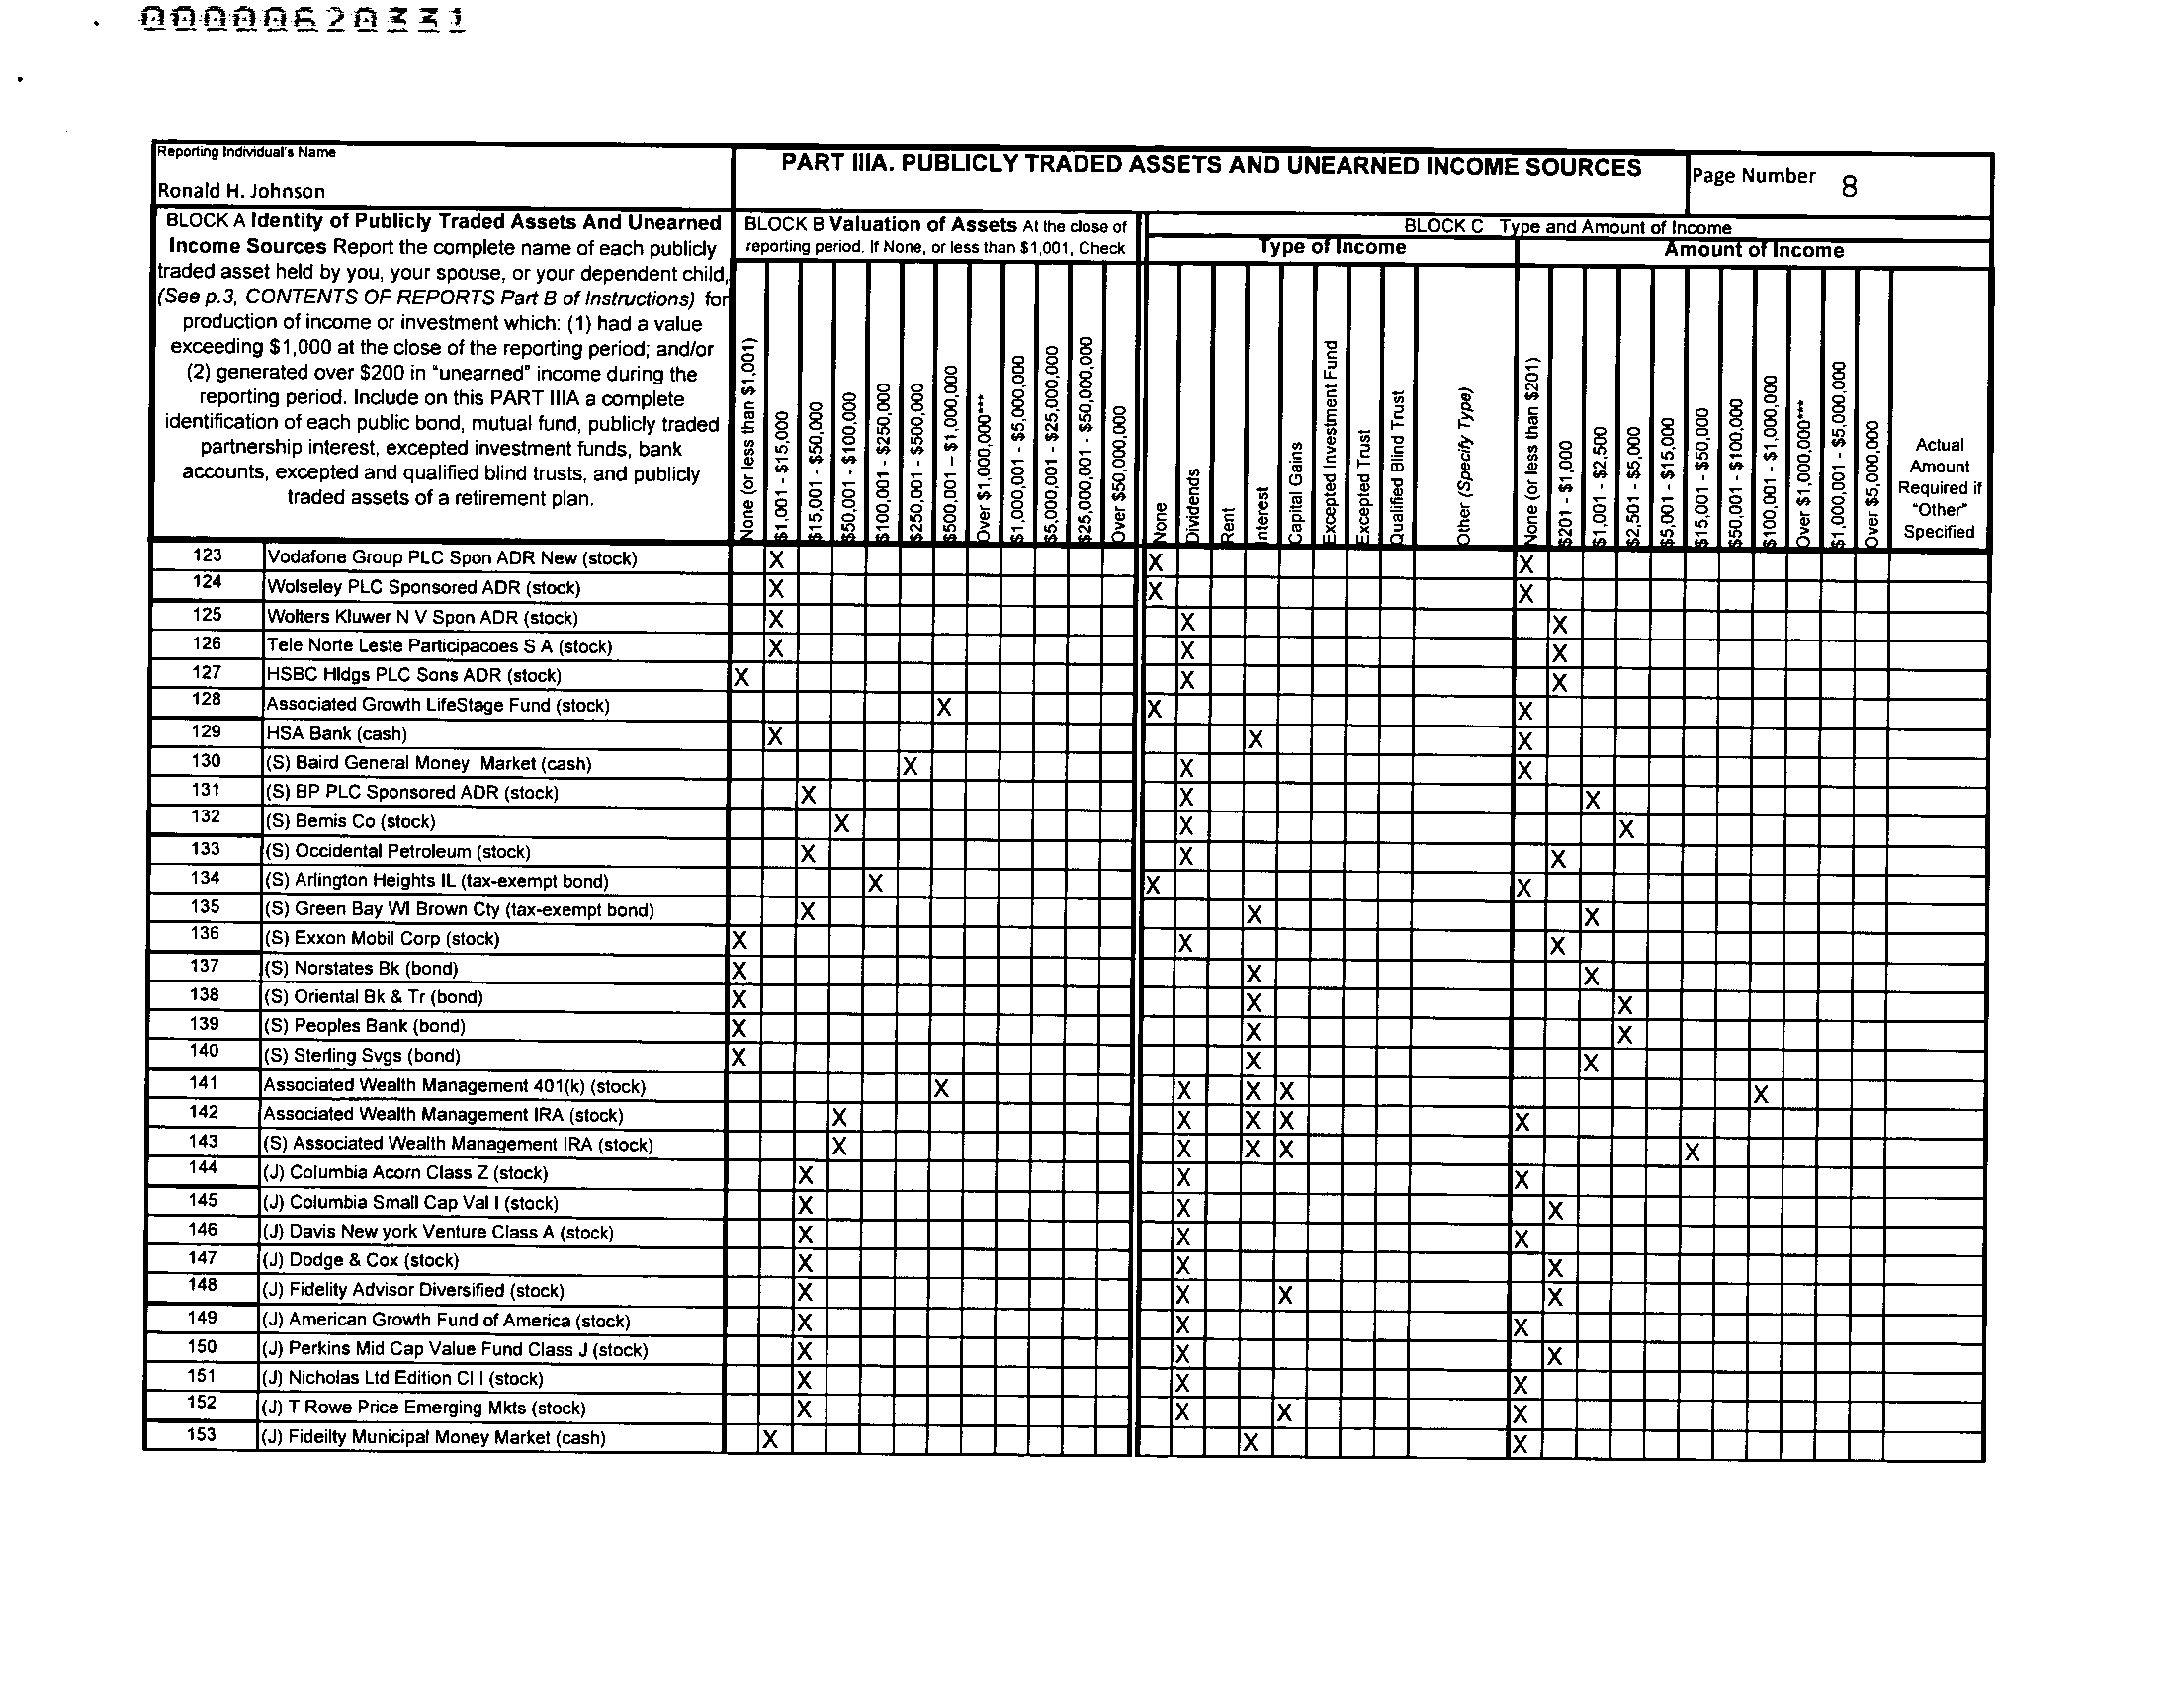 00000620331
Reporting Individual's Name
Ronald H. Johnson
PART IIIA. PUBLICLY TRADED ASSETS AND UNEARNED INCOME SOURCES
Page Number 8
BLOCK A Identity of Publicly Traded Assets And Unearned
Income Sources Report the complete name of each publicly
traded asset held by you, your spouse, or your dependent child,
(See p.3, CONTENTS OF REPORTS Part B of Instructions) for
production of income or investment which: (1) had a value
exceeding $1,000 at the close of the reporting period; and/or
(2) generated over $200 in "unearned" income during the
reporting period. Include on this PART IIIA a complete
identification of each public bond, mutual fund, publicly traded
partnership interest, excepted investment funds, bank
accounts, excepted and qualified blind trusts, and publicly
traded assets of a retirement plan.
BLOCK B Valuation of Assets At the close of
reporting period. If None, or less than $1,001, Check
None (or less than $1,001)
$1,001 - $15,000
$15,001 - $50,000
$50,001 - $100,000
$100,001 - $250,000
$250,001 - $500,000
$500,001 – $1,000,000
Over $1,000,000***
$1,000,001 - $5,000,000
$5,000,001 - $25,000,000
$25,000,001 - $50,000,000
Over $50,000,000
BLOCK C Type and Amount of Income
Type of Income
None
Dividends
Rent
Interest
Capital Gains
Excepted Investment Fund
Excepted Trust
Qualified Blind Trust
Other (Specify Type)
Amount of Income
None (or less than $201)
$201 - $1,000
$1,001 - $2,500
$2,501 - $5,000
$5,001 - $15,000
$15,001 - $50,000
$50,001 - $100,000
$100,001 - $1,000,000
Over $1,000,000***
$1,000,001 - $5,000,000
Over $5,000,000
Actual
Amount
Required if
"Other"
Specified
123 Vodafone Group PLC Spon ADR New (stock) X X X
124 Wolseley PLC Sponsored ADR (stock) X X X
125 Wolters Kluwer N V Spon ADR (stock) X X X
126 Tele Norte Leste Participacoes S A (stock) X X X
127 HSBC Hldgs PLC Sons ADR (stock) X X X
128 Associated Growth LifeStage Fund (stock) X X X
129 HSA Bank (cash) X X X
130 (S) Baird General Money Market (cash) X X X
131 (S) BP PLC Sponsored ADR (stock) X X X
132 (S) Bemis Co (stock) X X X
133 (S) Occidental Petroleum (stock) X X X
134 (S) Arlington Heights IL (tax-exempt bond) X X X
135 (S) Green Bay WI Brown Cty (tax-exempt bond) X X X
136 (S) Exxon Mobil Corp (stock) X X X
137 (S) Norstates Bk (bond) X X X
138 (S) Oriental Bk & Tr (bond) X X X
139 (S) Peoples Bank (bond) X X X
140 (S) Sterling Svgs (bond) X X X
141 Associated Wealth Management 401(k) (stock) X X X X X
142 Associated Wealth Management IRA (stock) X X X X X
143 (S) Associated Wealth Management IRA (stock) X X X X X
144 (J) Columbia Acorn Class Z (stock) X X X
145 (J) Columbia Small Cap Val I (stock) X X X
146 (J) Davis New york Venture Class A (stock) X X X
147 (J) Dodge & Cox (stock) X X X
148 (J) Fidelity Advisor Diversified (stock) X X X X
149 (J) American Growth Fund of America (stock) X X X
150 (J) Perkins Mid Cap Value Fund Class J (stock) X X X
151 (J) Nicholas Ltd Edition Cl I (stock) X X X
152 (J) T Rowe Price Emerging Mkts (stock) X X X X
153 (J) Fideilty Municipal Money Market (cash) X X X